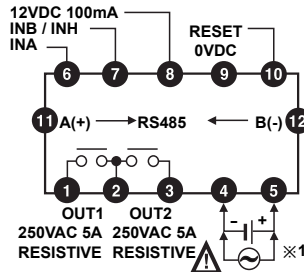 12VDC 100mA
INB / INH
INA
RESET
0VDC
6 7 8 9 10
11 A(+) RS485 B(-) 12
1 2 3 4 5
- +
OUT1 OUT2
250VAC 5A 250VAC 5A
RESISTIVE RESISTIVE
! ※1